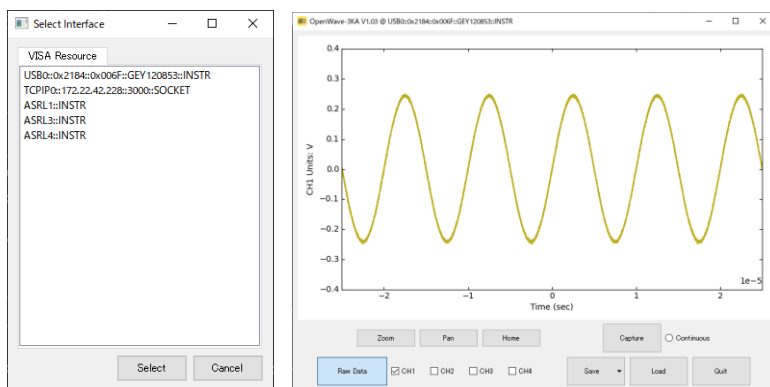 Select Interface
VISA Resource
USB0::0x2184::0x006F::GEY120853::INSTR
TCPIP0::172.22.42.228::3000::SOCKET
ASRL1::INSTR
ASRL3::INSTR
ASRL4::INSTR
Select Cancel
OpenWave-3KA V1.03 @ USB0::0x2184::0x006F::GEY120853::INSTR
0.4
0.3
0.2
0.1
0.0
−0.1
−0.2
−0.3
−0.4
CH1 Units: V
−2 −1 0 1 2
1e−5
Time (sec)
Zoom Pan Home Capture Continuous
Raw Data CH1 CH2 CH3 CH4 Save Load Quit